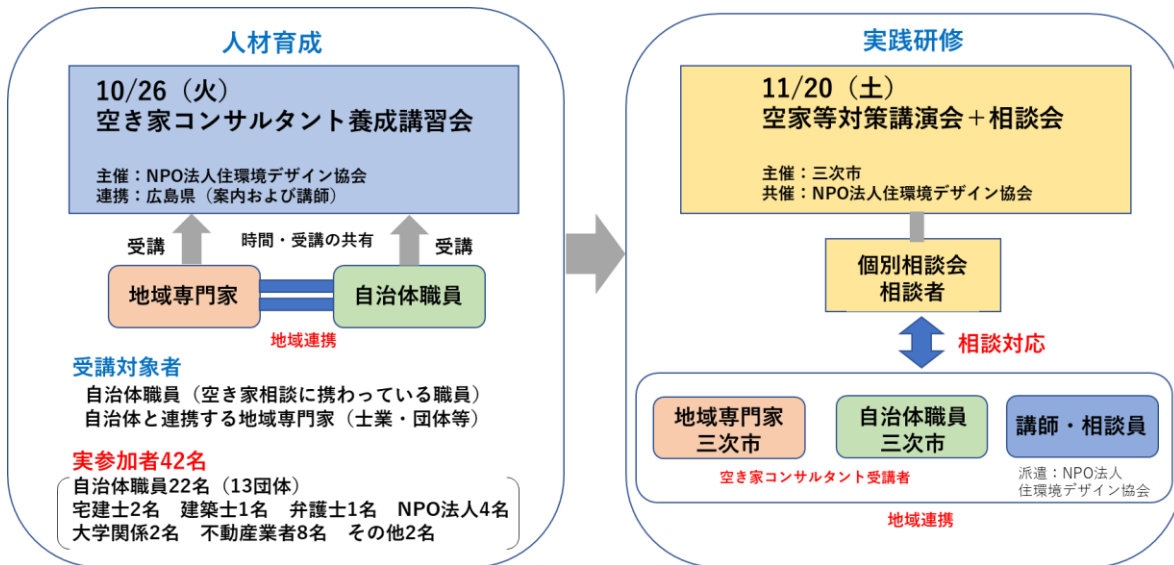 人材育成
10/26（火）
空き家コンサルタント養成講習会
主催：NPO法人住環境デザイン協会
連携：広島県（案内および講師）
受講
時間・受講の共有
受講
地域専門家
自治体職員
地域連携
受講対象者
自治体職員（空き家相談に携わっている職員）
自治体と連携する地域専門家（士業・団体等）
実参加者42名
自治体職員22名（13団体）
宅建士2名　建築士1名　弁護士1名　NPO法人4名
大学関係2名　不動産業者8名　その他2名
実践研修
11/20（土）
空家等対策講演会＋相談会
主催：三次市
共催：NPO法人住環境デザイン協会
個別相談会
相談者
相談対応
地域専門家
三次市
自治体職員
三次市
講師・相談員
空き家コンサルタント受講者
派遣：NPO法人
住環境デザイン協会
地域連携